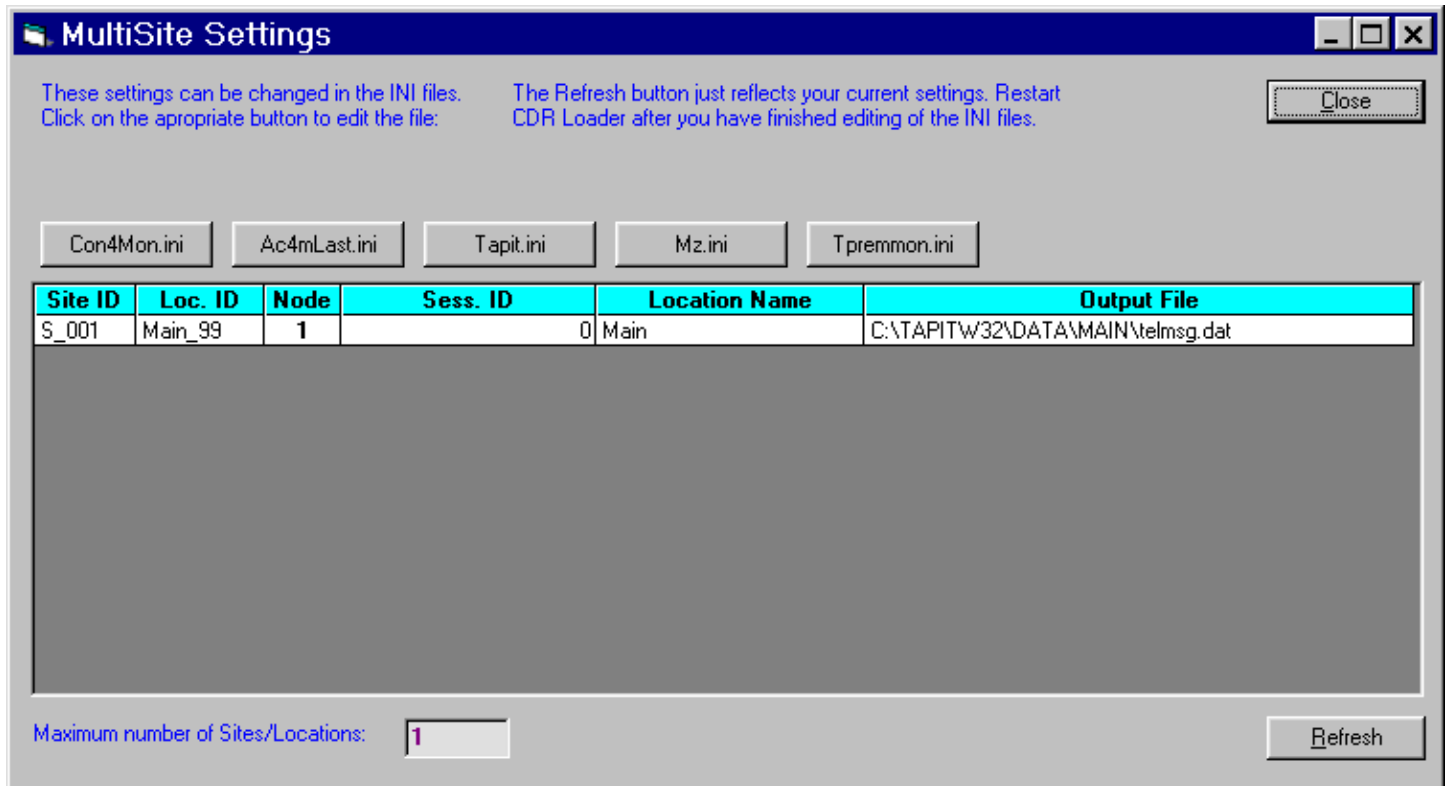 MultiSite Settings
These settings can be changed in the INI files.
Click on the apropriate button to edit the file:
The Refresh button just reflects your current settings. Restart
CDR Loader after you have finished editing of the INI files.
Close
Con4Mon.ini Ac4mLast.ini Tapit.ini Mz.ini Tpremmon.ini
Site ID Loc. ID Node Sess. ID Location Name Output File
S_001 Main_99 1 0 Main C:\TAPITW32\DATA\MAIN\telmsg.dat
Maximum number of Sites/Locations: 1
Refresh